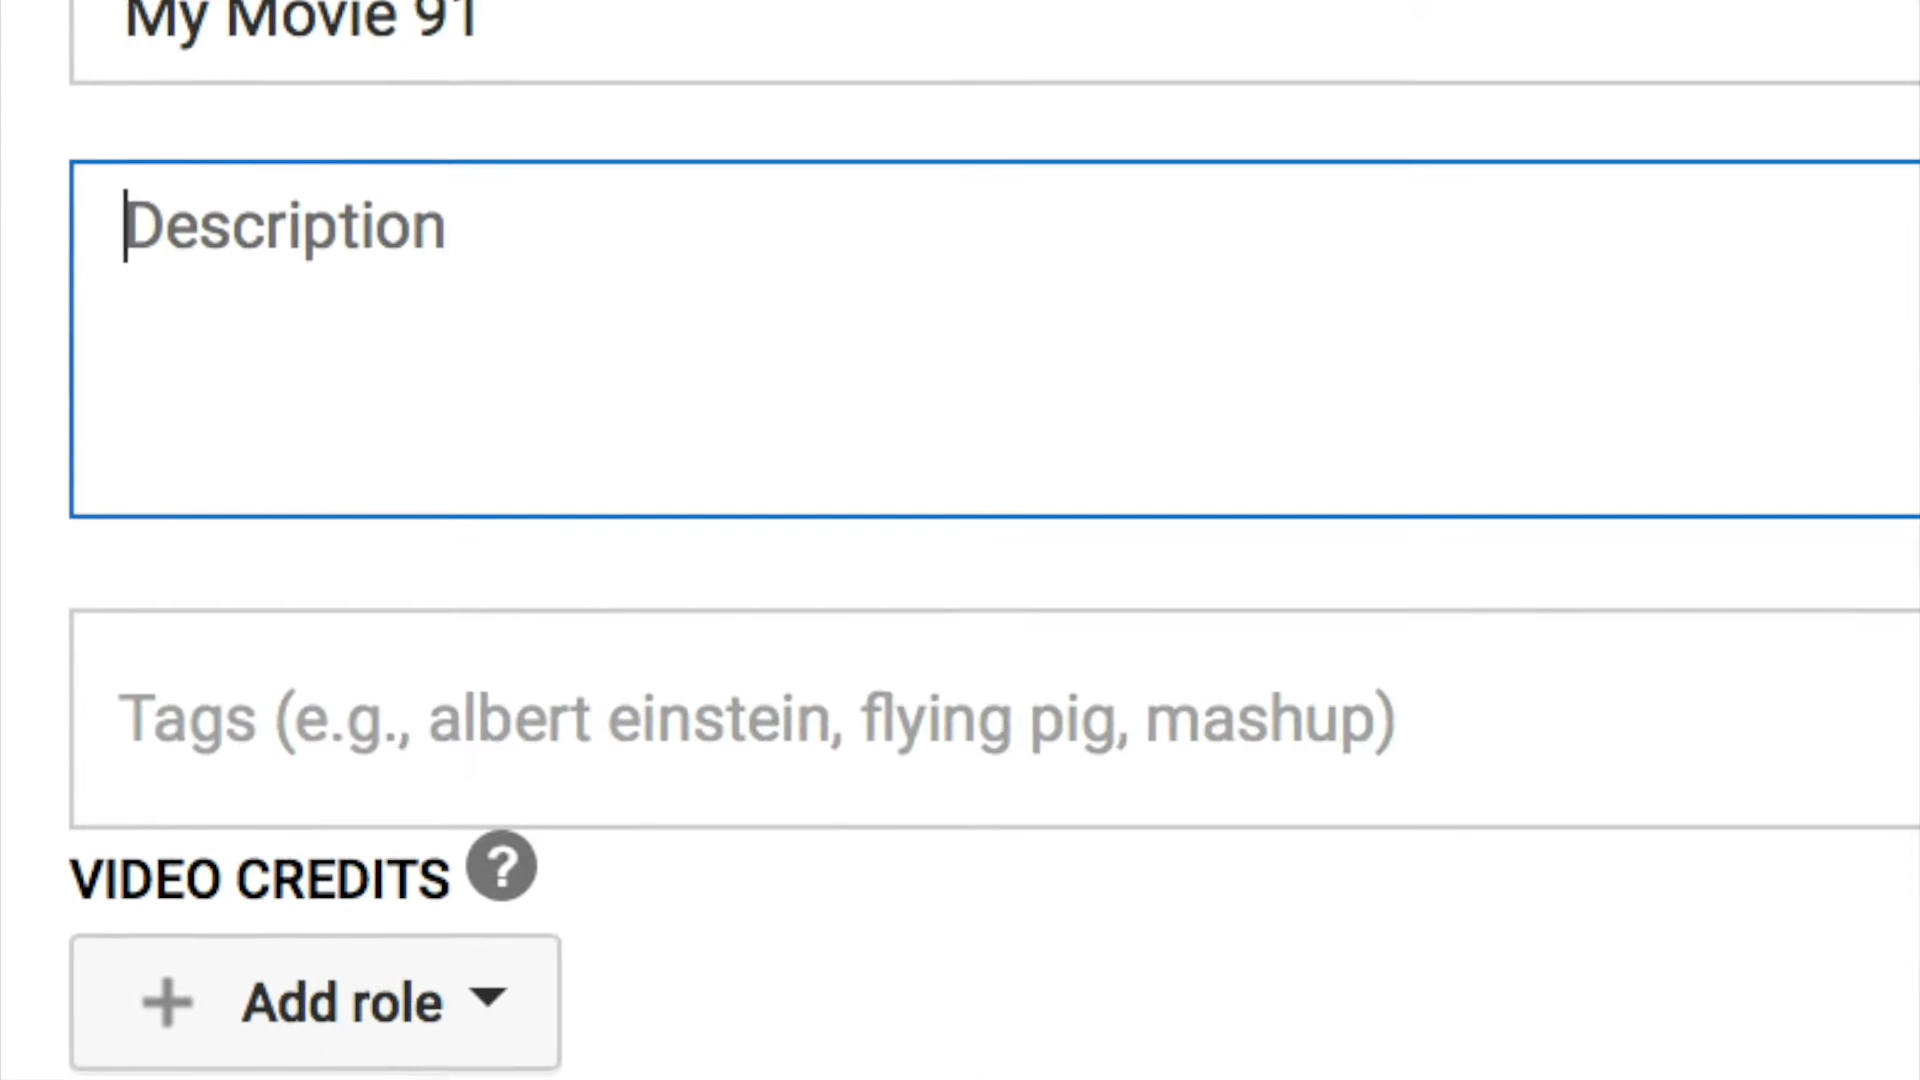 My Movie 91
Description
Tags (e.g., albert einstein, flying pig, mashup)
VIDEO CREDITS ?
+ Add role